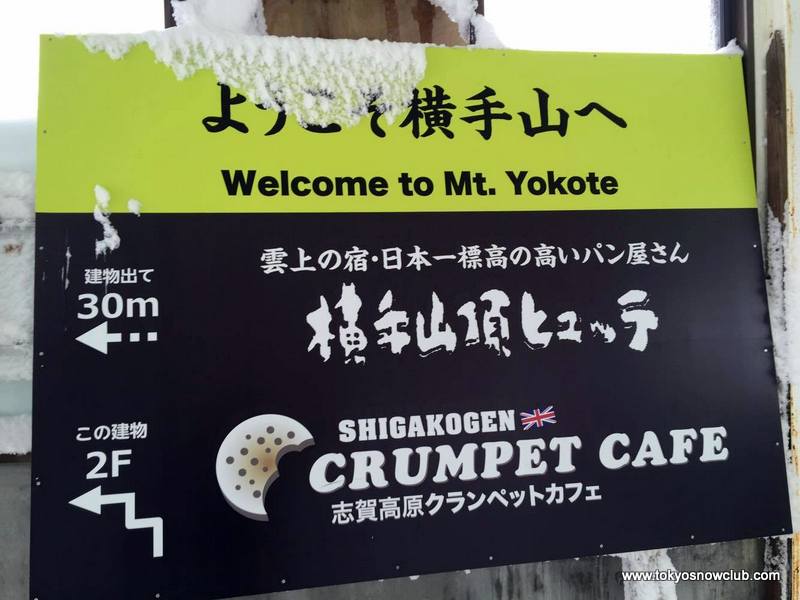 ようこそ横手山へ
Welcome to Mt. Yokote
雲上の宿・日本一標高の高いパン屋さん
建物出て
30m
横手山頂ヒュッテ
この建物
2F
SHIGAKOGEN
CRUMPET CAFE
志賀高原クランペットカフェ
www.tokyosnowclub.com